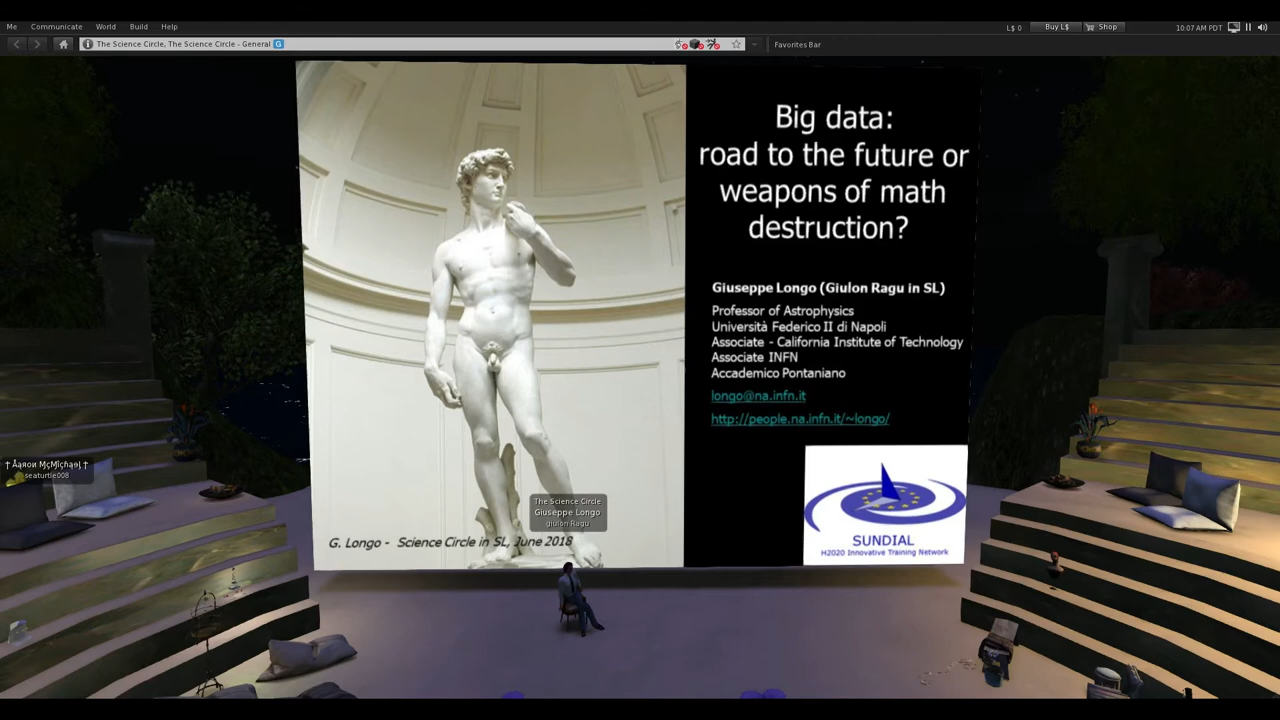 Me Communicate World Build Help
L$ 0 Buy L$ Shop 10:07 AM PDT
The Science Circle, The Science Circle - General G
Favorites Bar
Big data:
road to the future or
weapons of math
destruction?
Giuseppe Longo (Giulon Ragu in SL)
Professor of Astrophysics
Università Federico II di Napoli
Associate - California Institute of Technology
Associate INFN
Accademico Pontaniano
longo@na.infn.it
http://people.na.infn.it/~longo/
SUNDIAL
H2020 Innovative Training Network
seaturtle008
The Science Circle
Giuseppe Longo
giulon Ragu
G. Longo - Science Circle in SL, June 2018